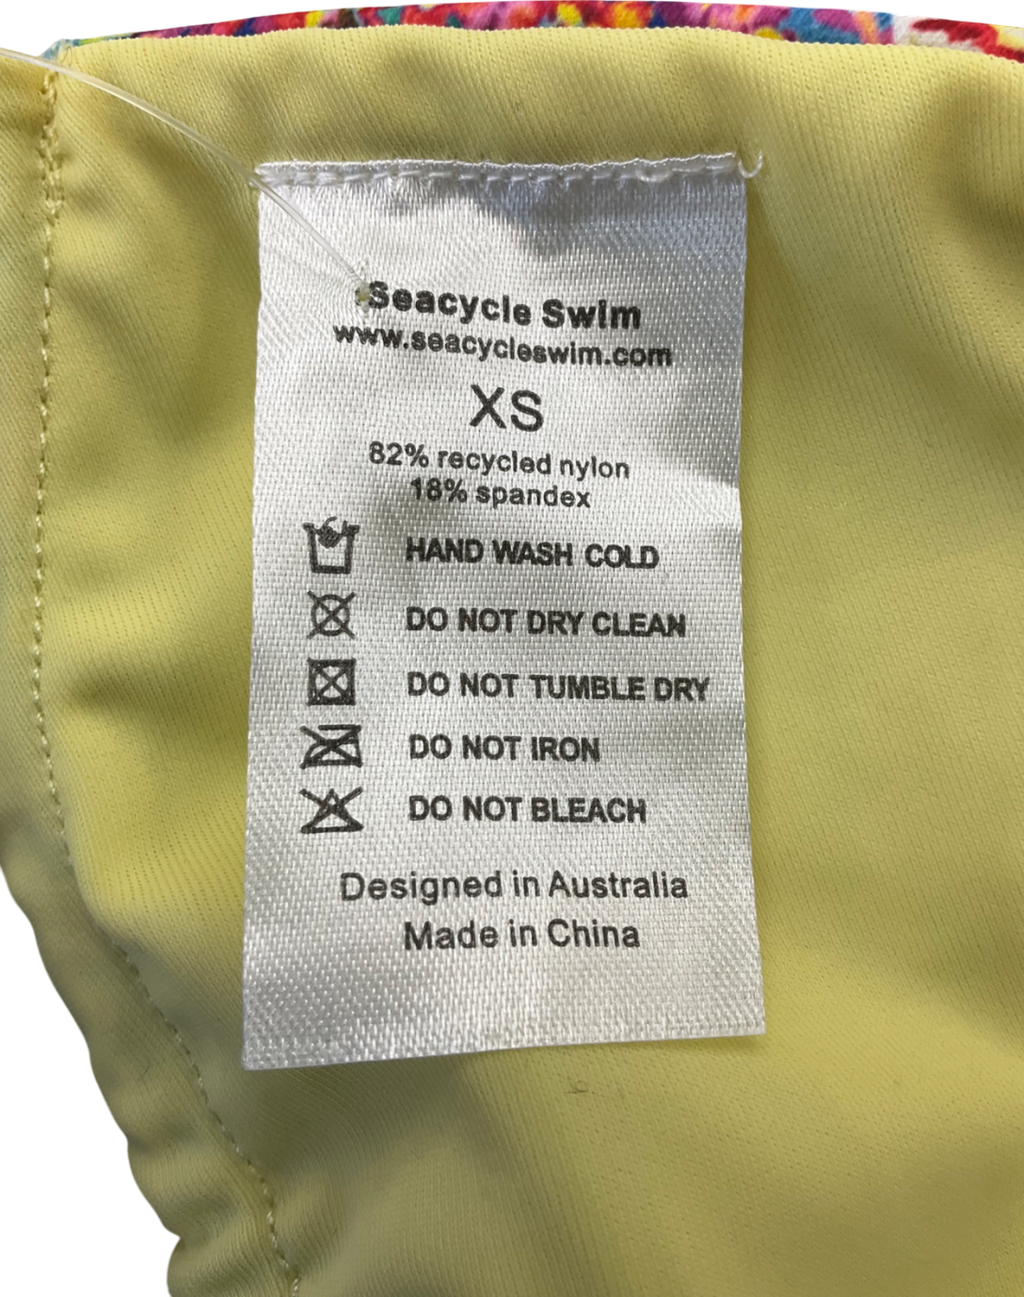 Seacycle Swim
www.seacycleswim.com
XS
82% recycled nylon
18% spandex
HAND WASH COLD
DO NOT DRY CLEAN
DO NOT TUMBLE DRY
DO NOT IRON
DO NOT BLEACH
Designed in Australia
Made in China